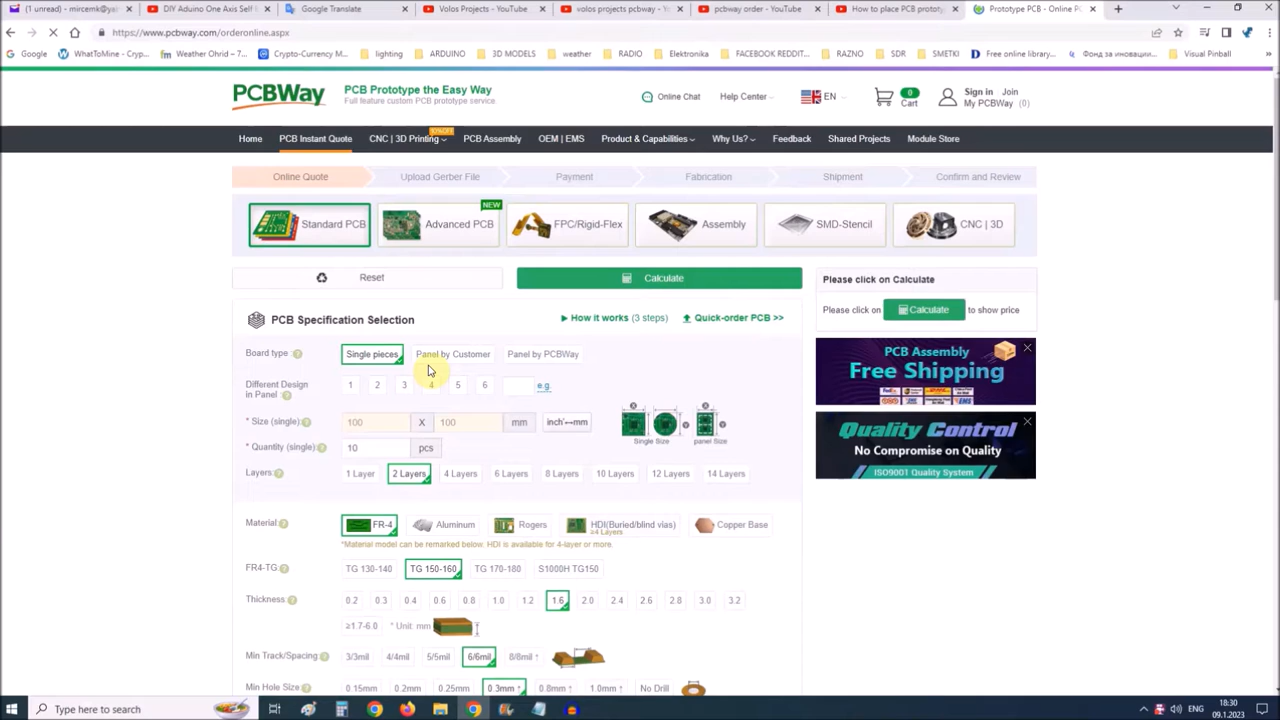 (1 unread) - mircemk@ya
DIY Aduino One Axis Self B
Google Translate
Volos Projects - YouTube
volos projects pcbway - Yo
pcbway order - YouTube
How to place PCB prototyp
Prototype PCB - Online PC
https://www.pcbway.com/orderonline.aspx
Google
WhatToMine - Cryp...
Weather Ohrid – 7...
Crypto-Currency M...
lighting
ARDUINO
3D MODELS
weather
RADIO
Elektronika
FACEBOOK REDDIT...
RAZNO
SDR
SMETKI
Free online library...
Фонд за иноваци...
Visual Pinball
PCBWay
PCB Prototype the Easy Way
Full feature custom PCB prototype service.
Online Chat
Help Center
EN
0
Cart
Sign in
Join
My PCBWay
(0)
Home
PCB Instant Quote
CNC | 3D Printing
PCB Assembly
OEM | EMS
Product & Capabilities
Why Us?
Feedback
Shared Projects
Module Store
Online Quote
Upload Gerber File
Payment
Fabrication
Shipment
Confirm and Review
Standard PCB
NEW
Advanced PCB
FPC/Rigid-Flex
Assembly
SMD-Stencil
CNC | 3D
Reset
Calculate
Please click on Calculate
Please click on
Calculate
to show price
PCB Specification Selection
How it works (3 steps)
Quick-order PCB >>
Board type :
Single pieces
Panel by Customer
Panel by PCBWay
Different Design
in Panel :
1
2
3
4
5
6
e.g.
* Size (single):
100
X
100
mm
inch↔mm
Single Size
panel Size
* Quantity (single):
10
pcs
Layers:
1 Layer
2 Layers
4 Layers
6 Layers
8 Layers
10 Layers
12 Layers
14 Layers
PCB Assembly
Free Shipping
Quality Control
No Compromise on Quality
ISO9001 Quality System
Material:
FR-4
Aluminum
Rogers
HDI(Buried/blind vias)
≥4 Layers
Copper Base
*Material model can be remarked below. HDI is available for 4-layer or more.
FR4-TG:
TG 130-140
TG 150-160
TG 170-180
S1000H TG150
Thickness
0.2
0.3
0.4
0.6
0.8
1.0
1.2
1.6
2.0
2.4
2.6
2.8
3.0
3.2
≥1.7-6.0
* Unit: mm
Min Track/Spacing:
3/3mil
4/4mil
5/5mil
6/6mil
8/8mil ↑
Min Hole Size
0.15mm
0.2mm
0.25mm
0.3mm ↑
0.8mm ↑
1.0mm ↑
No Drill
Type here to search
ENG
18:30
09.1.2023